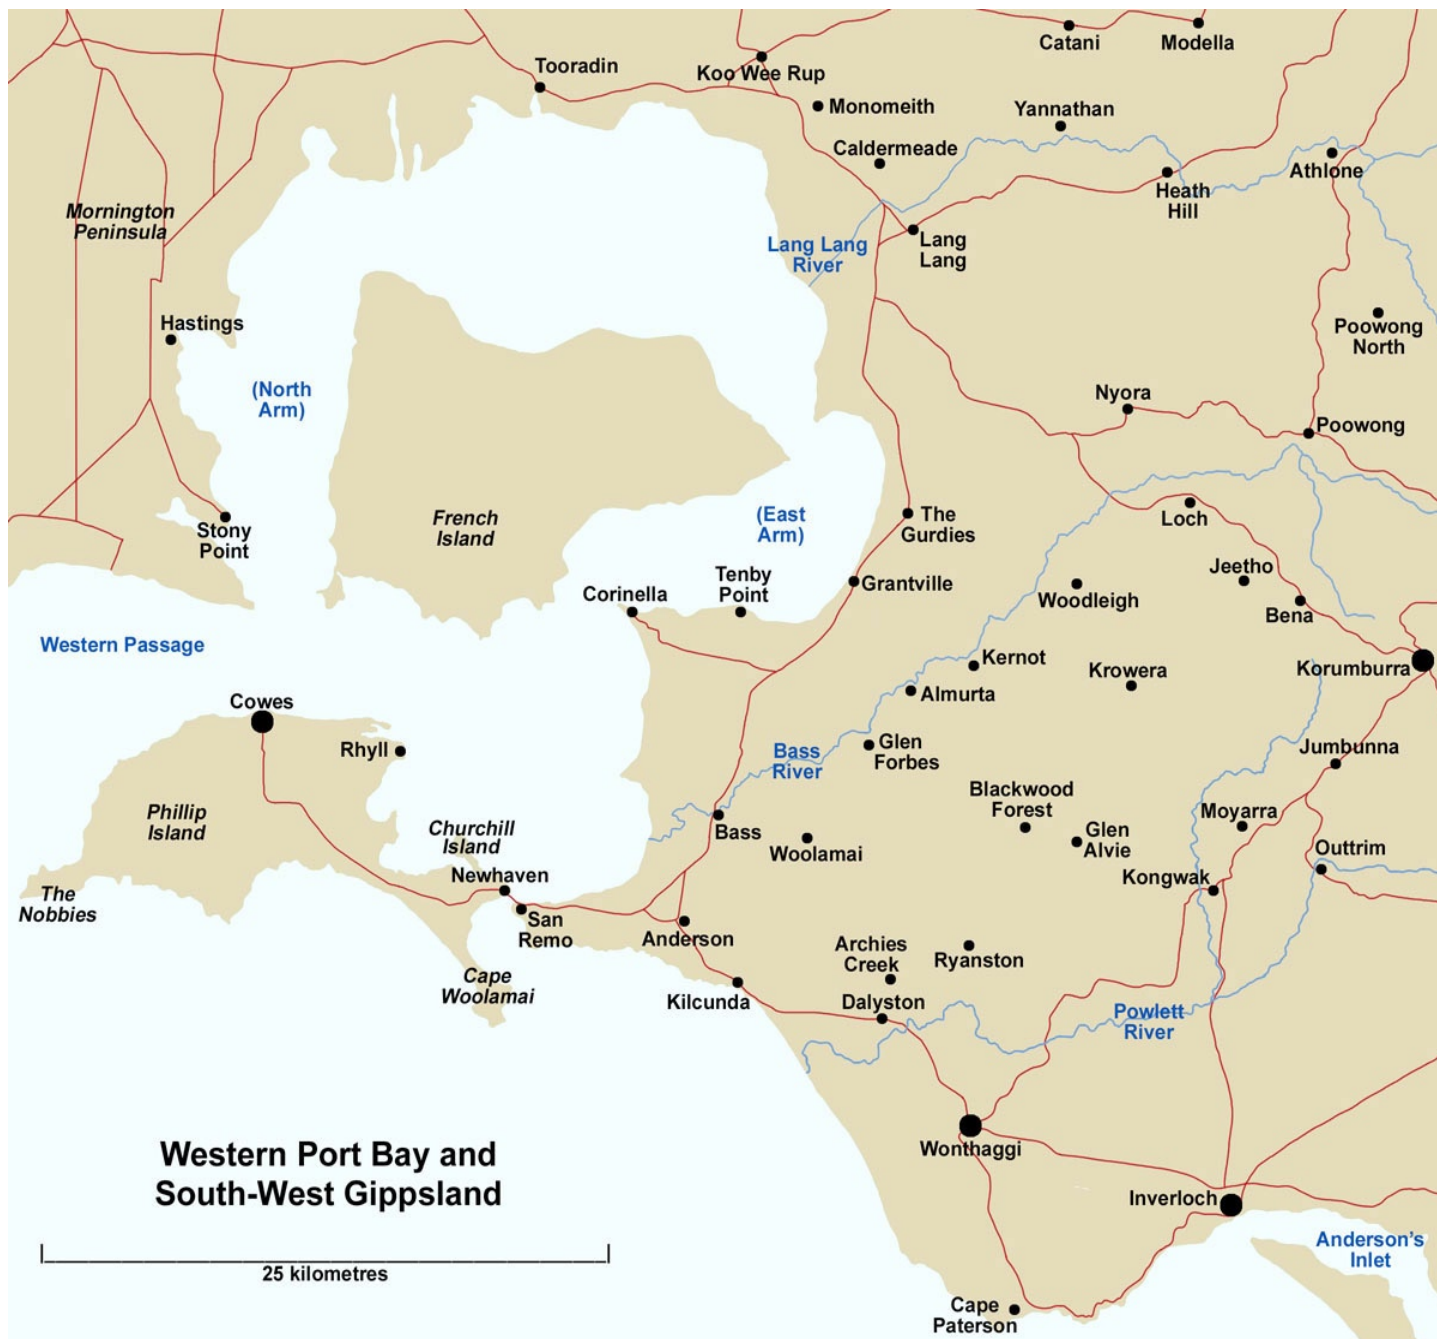 Catani
Modella
Tooradin
Koo Wee Rup
Monomeith
Yannathan
Caldermeade
Athlone
Heath
Hill
Mornington
Peninsula
Lang Lang
River
Lang
Lang
Hastings
Poowong
North
(North
Arm)
Nyora
Poowong
French
Island
(East
Arm)
The
Gurdies
Loch
Stony
Point
Jeetho
Tenby
Point
Corinella
Grantville
Woodleigh
Bena
Western Passage
Kernot
Krowera
Korumburra
Almurta
Cowes
Rhyll
Glen
Forbes
Bass
River
Jumbunna
Blackwood
Forest
Moyarra
Phillip
Island
Churchill
Island
Bass
Woolamai
Glen
Alvie
Outtrim
Newhaven
Kongwak
The
Nobbies
San
Remo
Anderson
Archies
Creek
Ryanston
Cape
Woolamai
Kilcunda
Dalyston
Powlett
River
Wonthaggi
Western Port Bay and
South-West Gippsland
Inverloch
Anderson's
Inlet
25 kilometres
Cape
Paterson